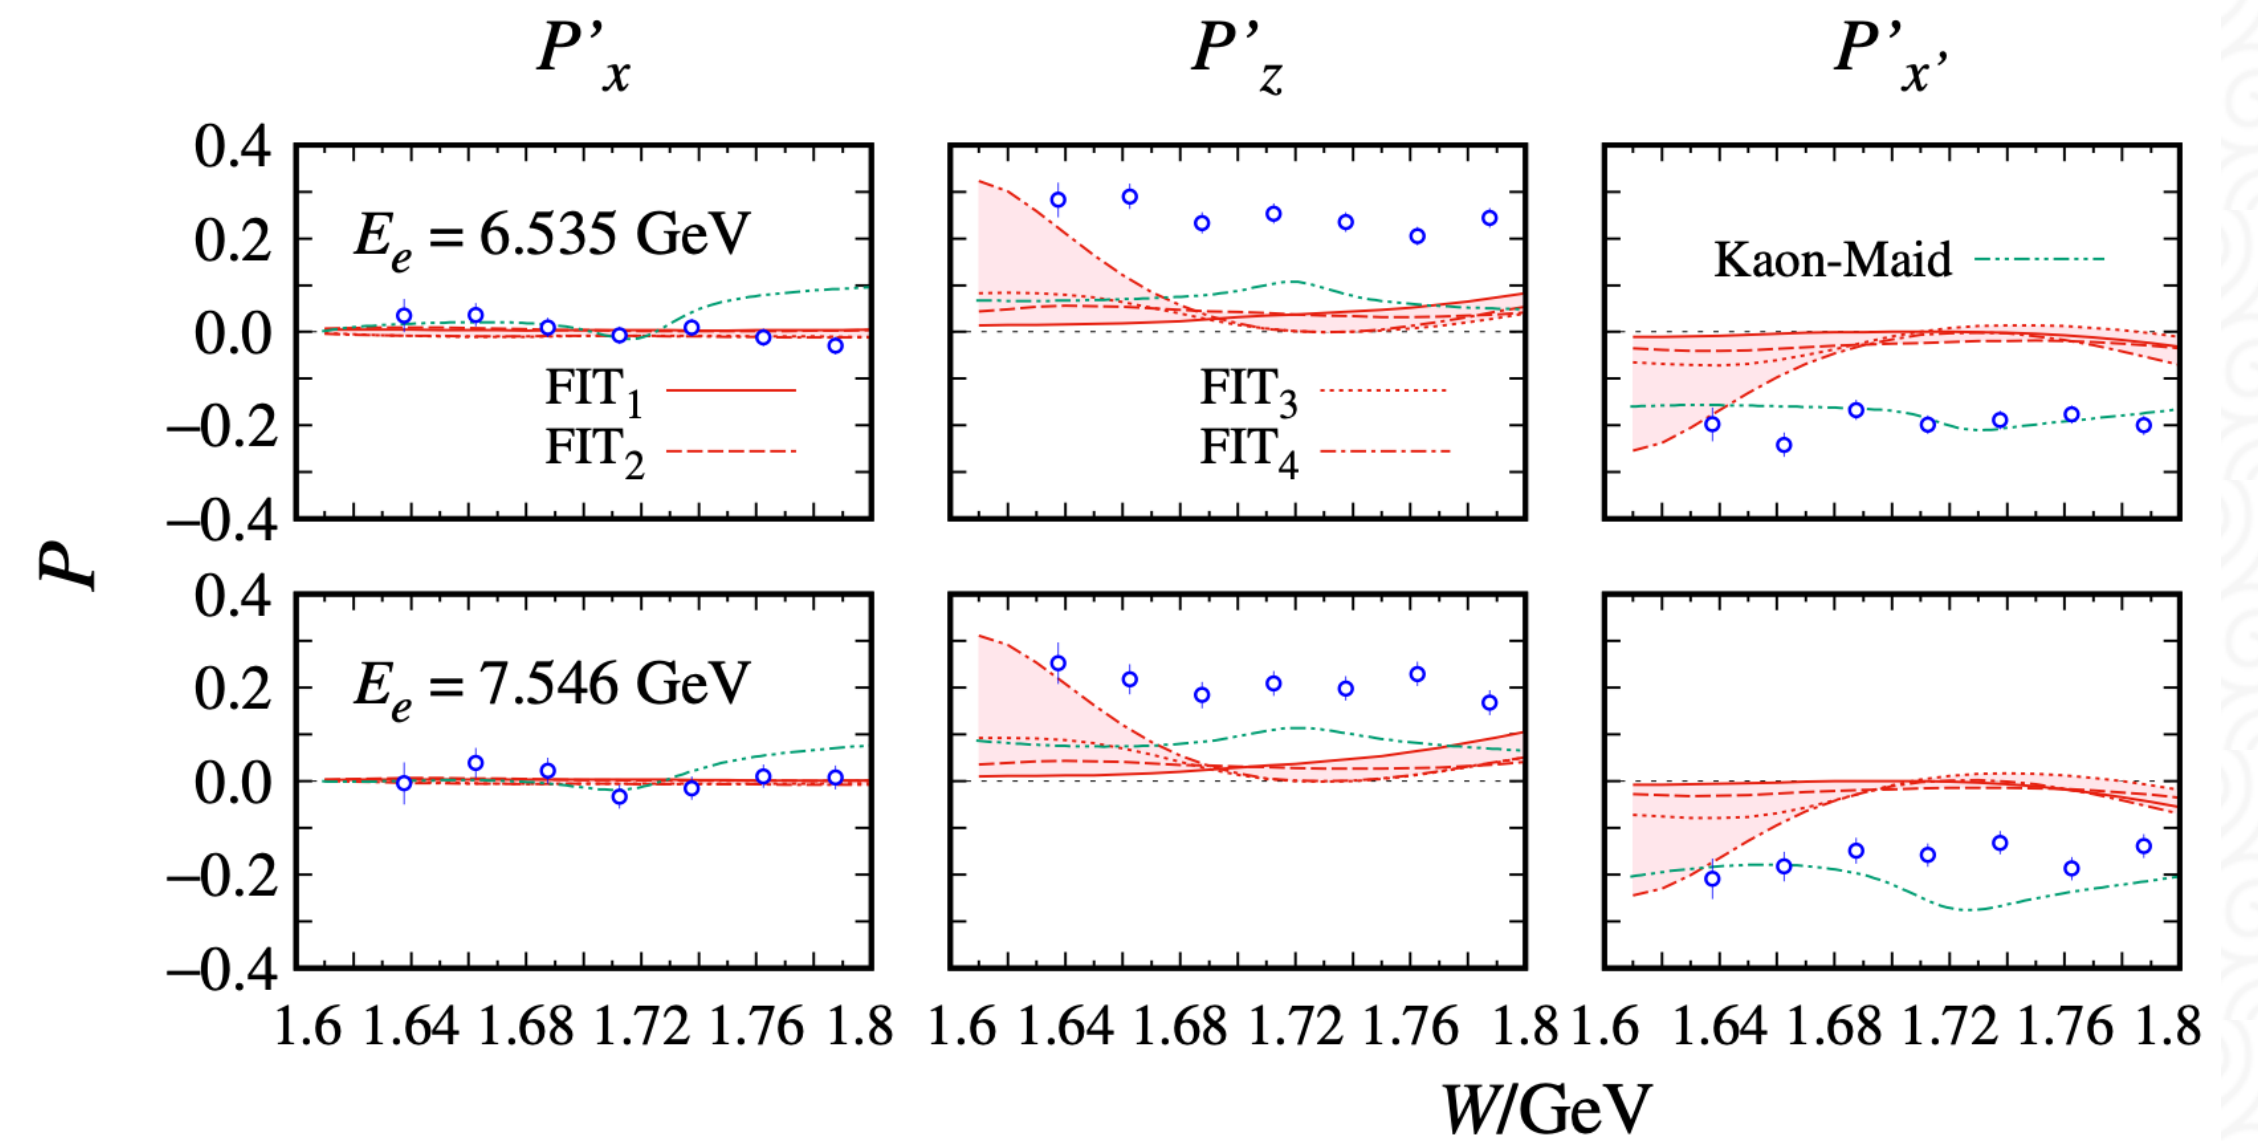 P’x P’z P’x’
0.4
0.2
0.0
−0.2
−0.4
Ee = 6.535 GeV
FIT1
FIT2
FIT3
FIT4
Kaon-Maid
P
0.4
0.2
0.0
−0.2
−0.4
Ee = 7.546 GeV
1.6 1.64 1.68 1.72 1.76 1.8 1.6 1.64 1.68 1.72 1.76 1.8 1.6 1.64 1.68 1.72 1.76 1.8
W/GeV